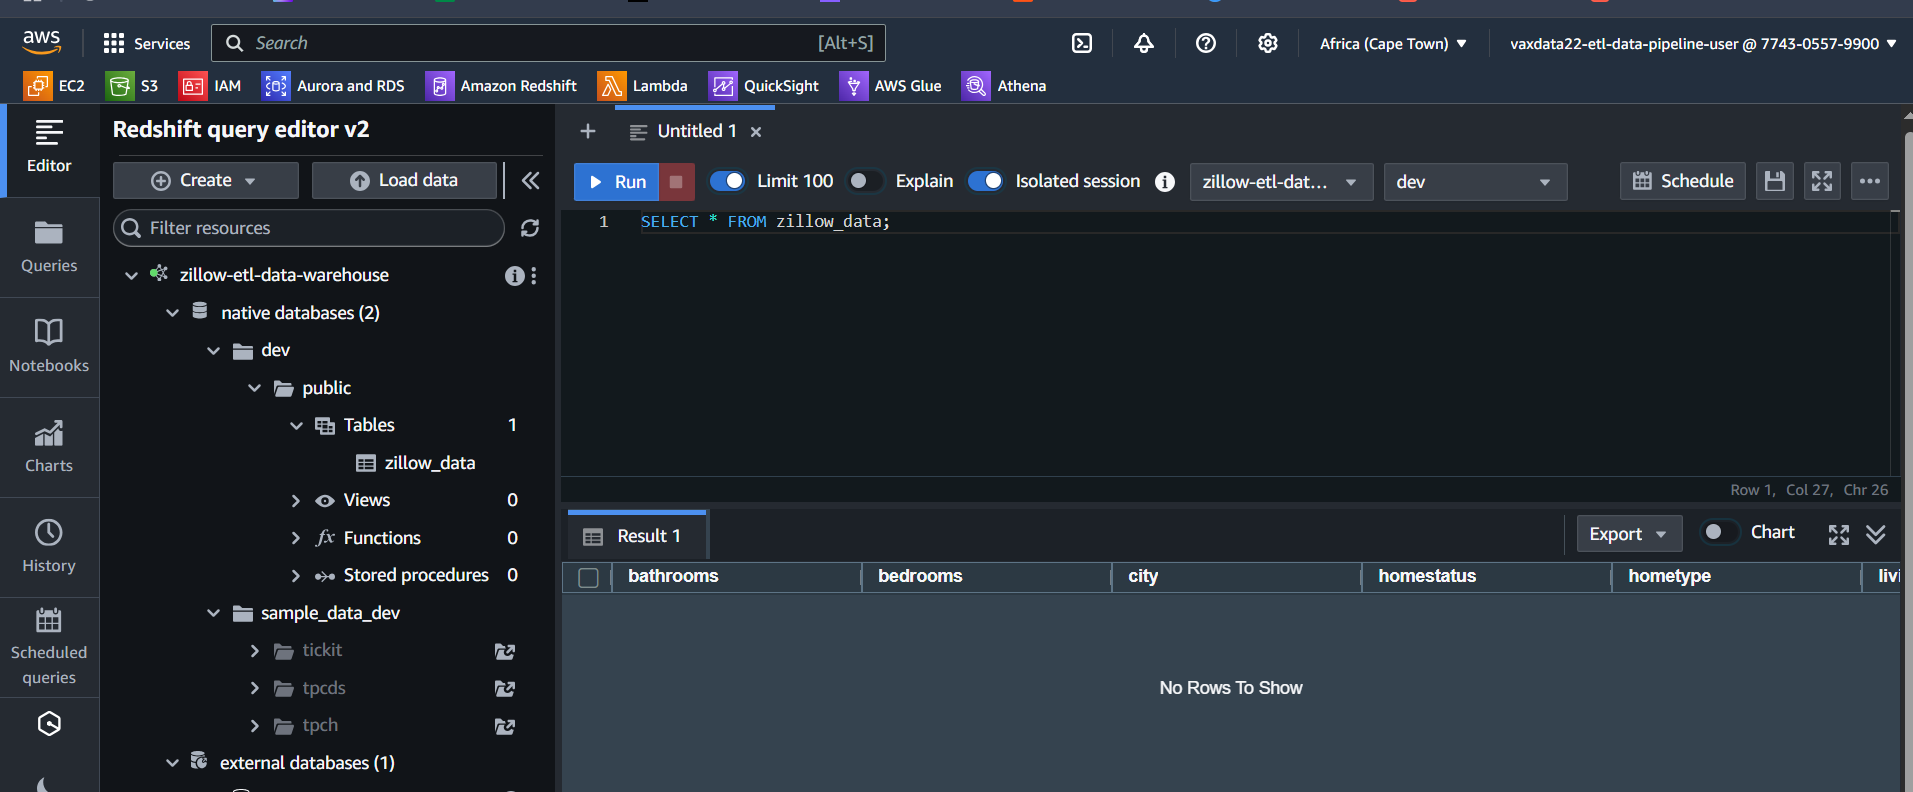 aws
Services
Search
[Alt+S]
Africa (Cape Town)
vaxdata22-etl-data-pipeline-user @ 7743-0557-9900
EC2
S3
IAM
Aurora and RDS
Amazon Redshift
Lambda
QuickSight
AWS Glue
Athena
Editor
Queries
Notebooks
Charts
History
Scheduled
queries
Redshift query editor v2
Create
Load data
Filter resources
zillow-etl-data-warehouse
native databases (2)
dev
public
Tables 1
zillow_data
Views 0
fx Functions 0
Stored procedures 0
sample_data_dev
tickit
tpcds
tpch
external databases (1)
+ Untitled 1 ×
Run
Limit 100
Explain
Isolated session
zillow-etl-dat...
dev
Schedule
1 SELECT * FROM zillow_data;
Row 1, Col 27, Chr 26
Result 1
Export
Chart
bathrooms
bedrooms
city
homestatus
hometype
livi
No Rows To Show